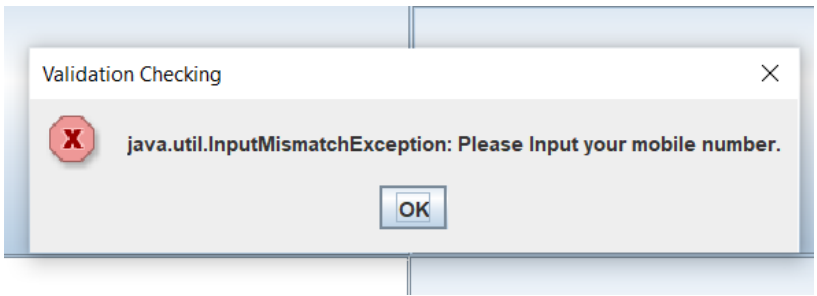 Validation Checking
java.util.InputMismatchException: Please Input your mobile number.
OK